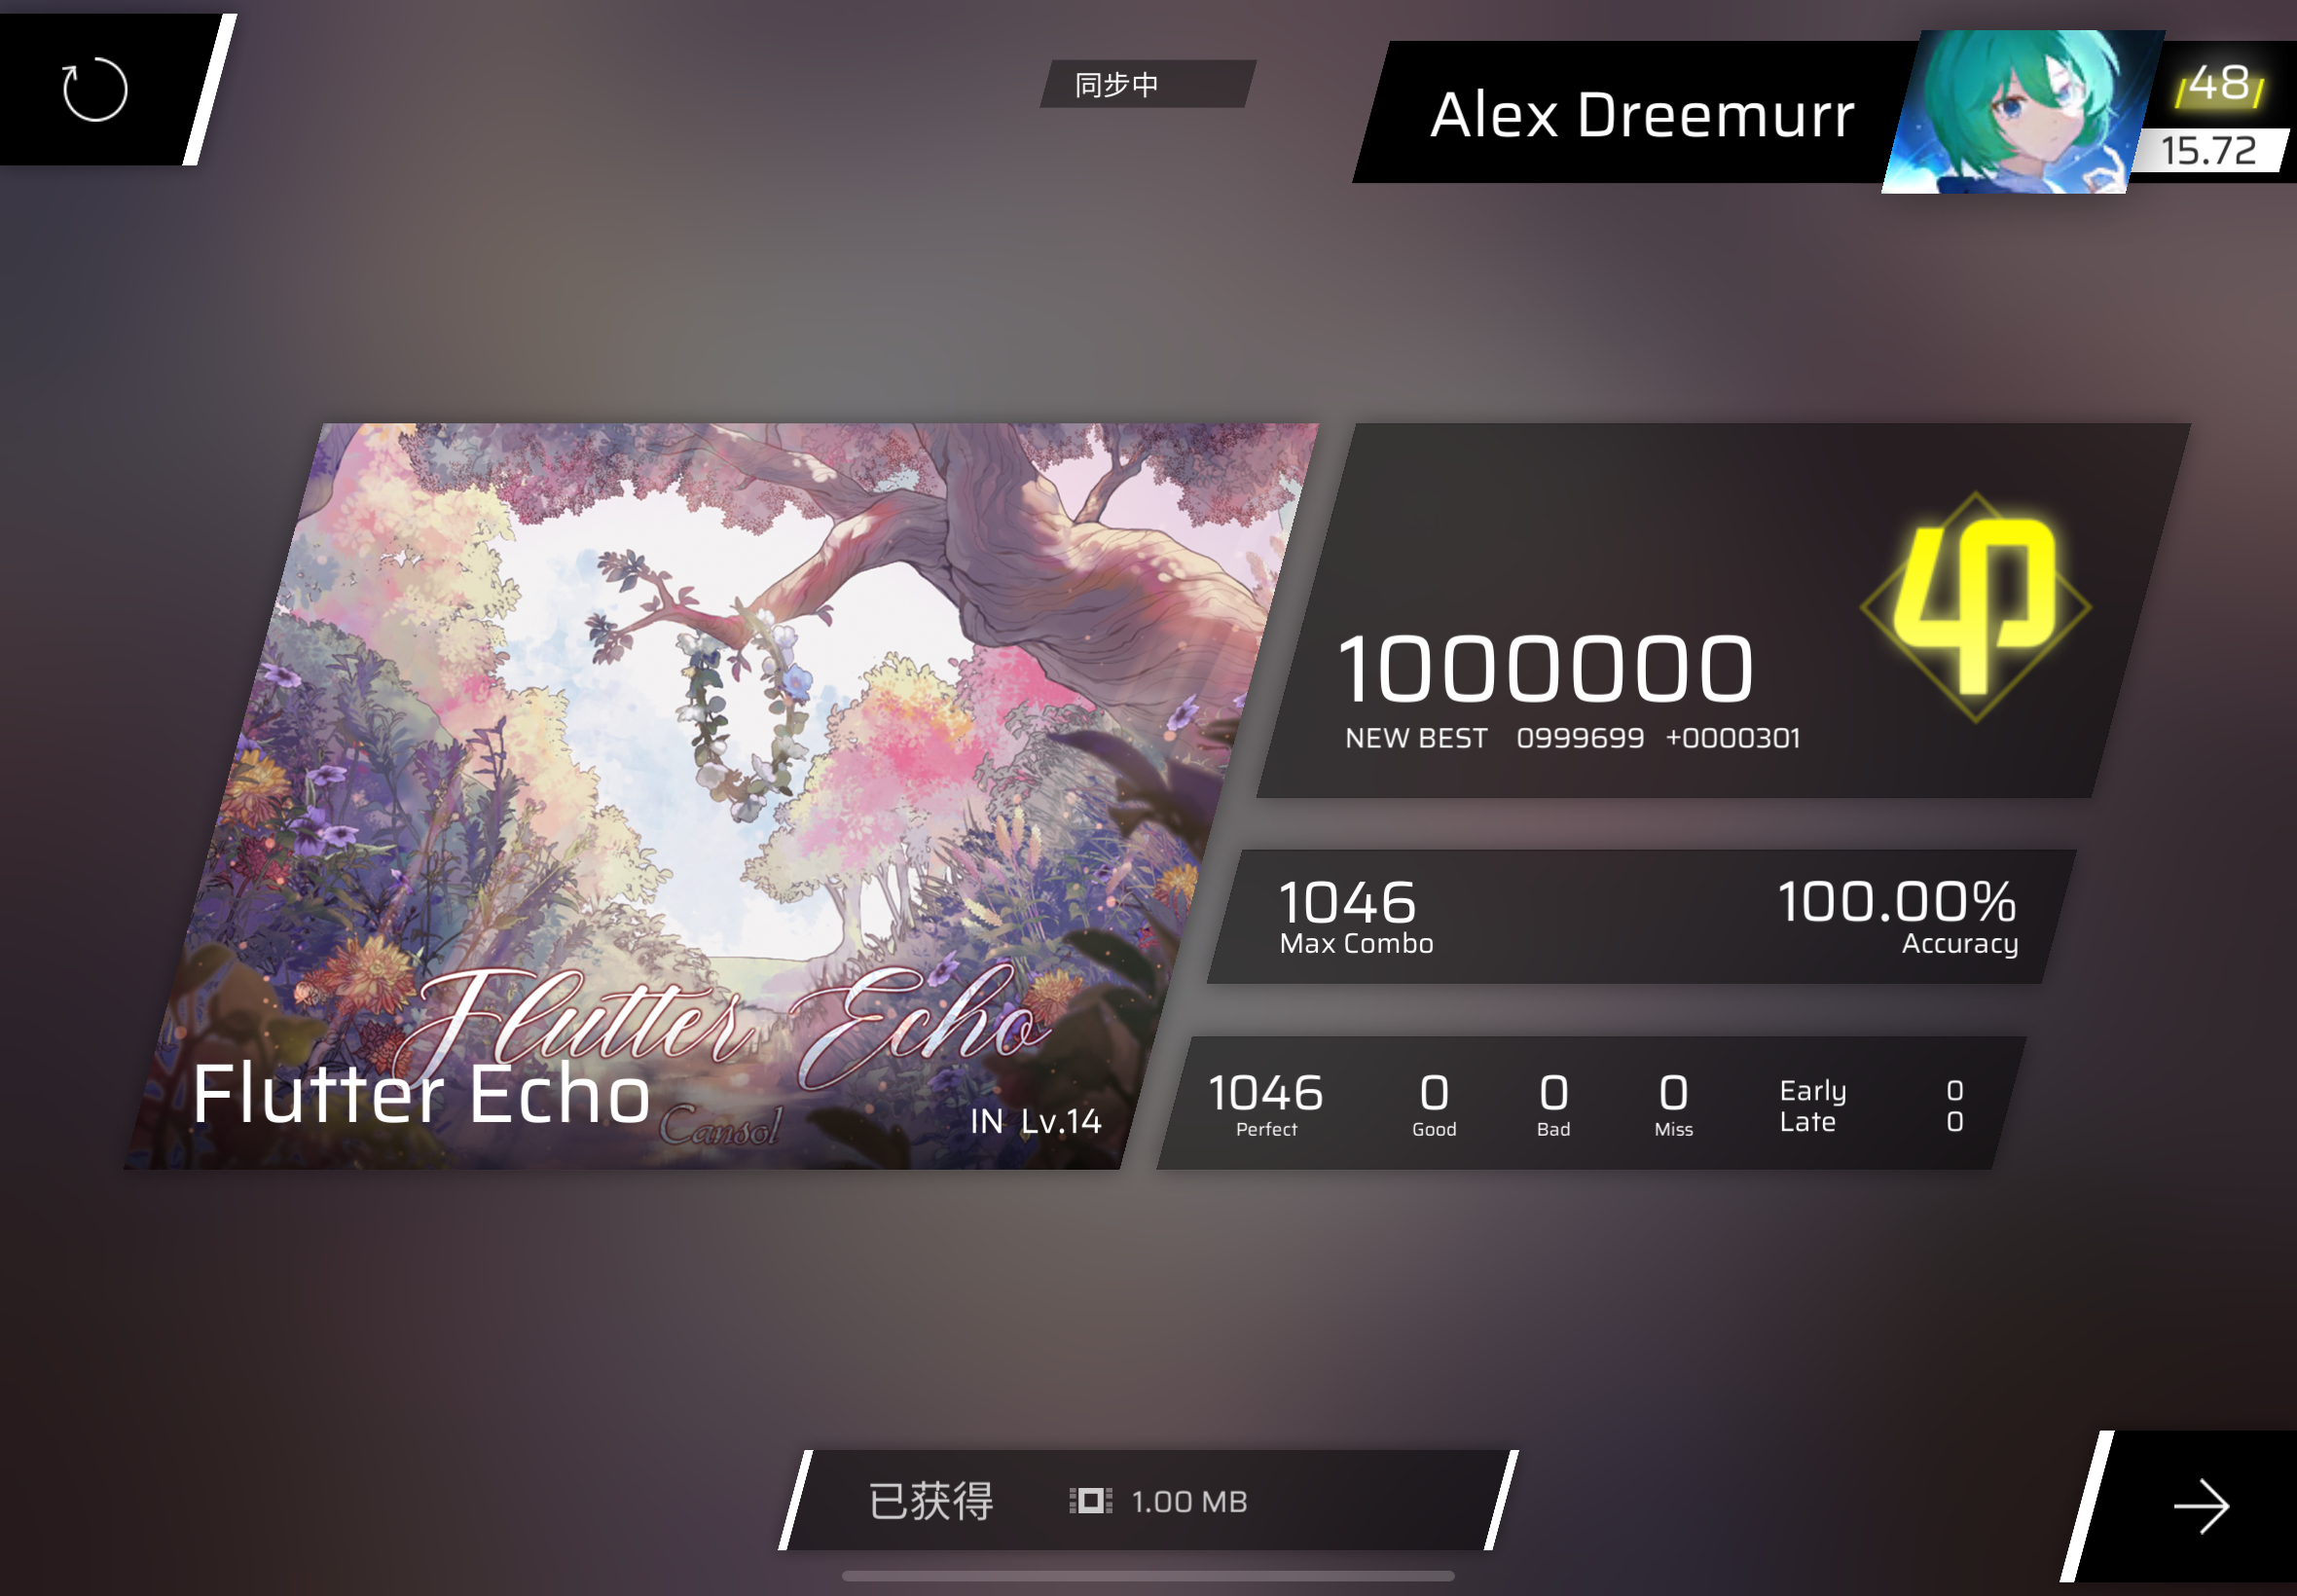 同步中
Alex Dreemurr
48
15.72
Flutter Echo
Cansol
Flutter Echo
IN Lv.14
φ
1000000
NEW BEST 0999699 +0000301
1046
Max Combo
100.00%
Accuracy
1046
Perfect
0
Good
0
Bad
0
Miss
Early 0
Late 0
已获得 1.00 MB